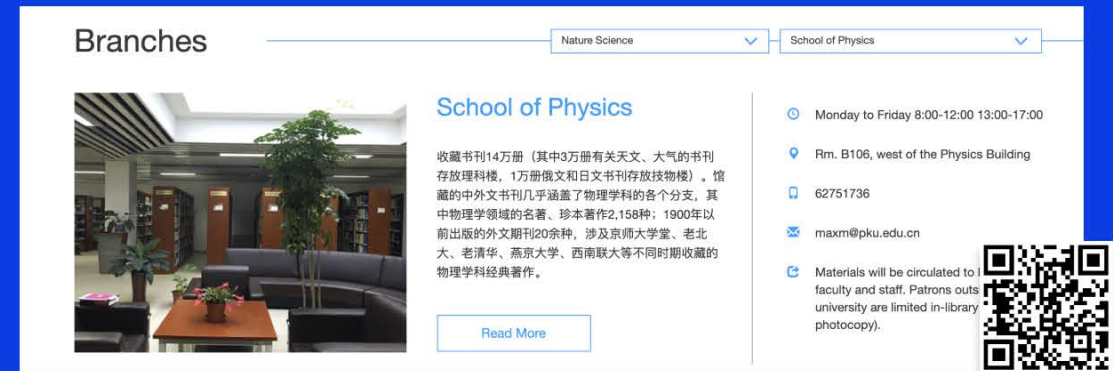 Branches
Nature Science
School of Physics
School of Physics
收藏书刊14万册（其中3万册有关天文、大气的书刊
存放理科楼，1万册俄文和日文书刊存放技物楼）。馆
藏的中外文书刊几乎涵盖了物理学科的各个分支，其
中物理学领域的名著、珍本著作2,158种；1900年以
前出版的外文期刊20余种，涉及京师大学堂、老北
大、老清华、燕京大学、西南联大等不同时期收藏的
物理学科经典著作。
Read More
Monday to Friday 8:00-12:00 13:00-17:00
Rm. B106, west of the Physics Building
62751736
maxm@pku.edu.cn
Materials will be circulated to
faculty and staff. Patrons outs
university are limited in-library
photocopy).